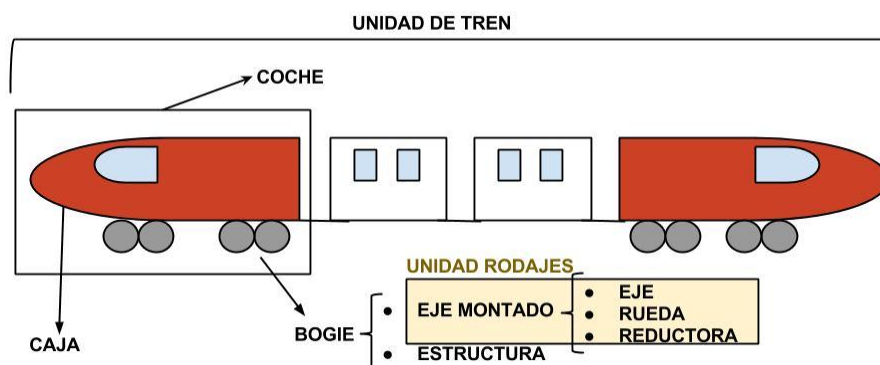 UNIDAD DE TREN
COCHE
UNIDAD RODAJES
• EJE
• EJE MONTADO
• RUEDA
BOGIE
• REDUCTORA
CAJA
• ESTRUCTURA